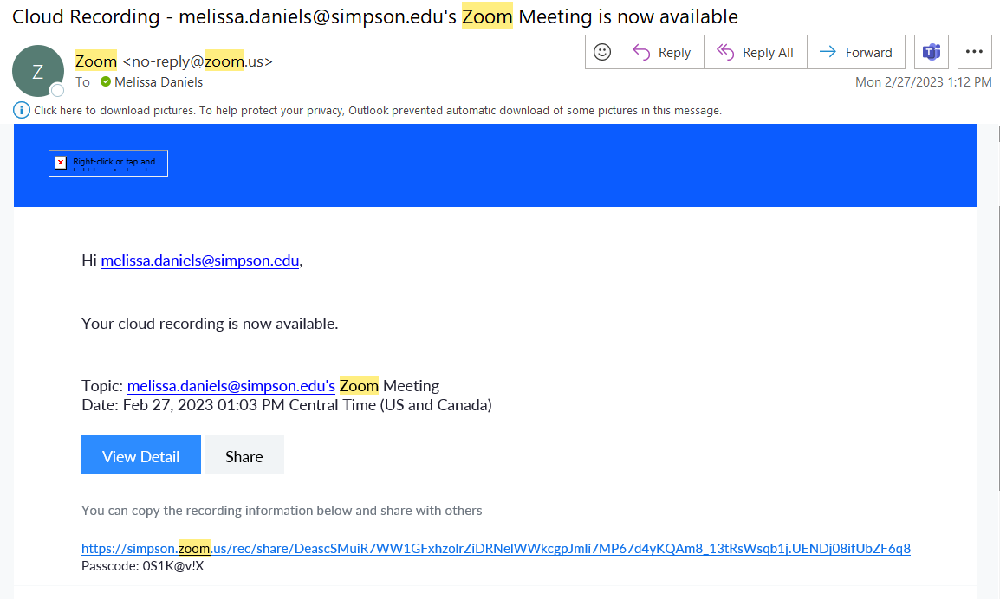 Cloud Recording - melissa.daniels@simpson.edu's Zoom Meeting is now available
Z
Zoom <no-reply@zoom.us>
To Melissa Daniels
Reply
Reply All
Forward
Mon 2/27/2023 1:12 PM
Click here to download pictures. To help protect your privacy, Outlook prevented automatic download of some pictures in this message.
Right-click or tap and
Hi melissa.daniels@simpson.edu,
Your cloud recording is now available.
Topic: melissa.daniels@simpson.edu's Zoom Meeting
Date: Feb 27, 2023 01:03 PM Central Time (US and Canada)
View Detail
Share
You can copy the recording information below and share with others
https://simpson.zoom.us/rec/share/DeascSMuiR7WW1GFxhzolrZiDRNelWWkcgpJmli7MP67d4yKQAm8_13tRsWsqb1j.UENDj08ifUbZF6q8
Passcode: 0S1K@v!X